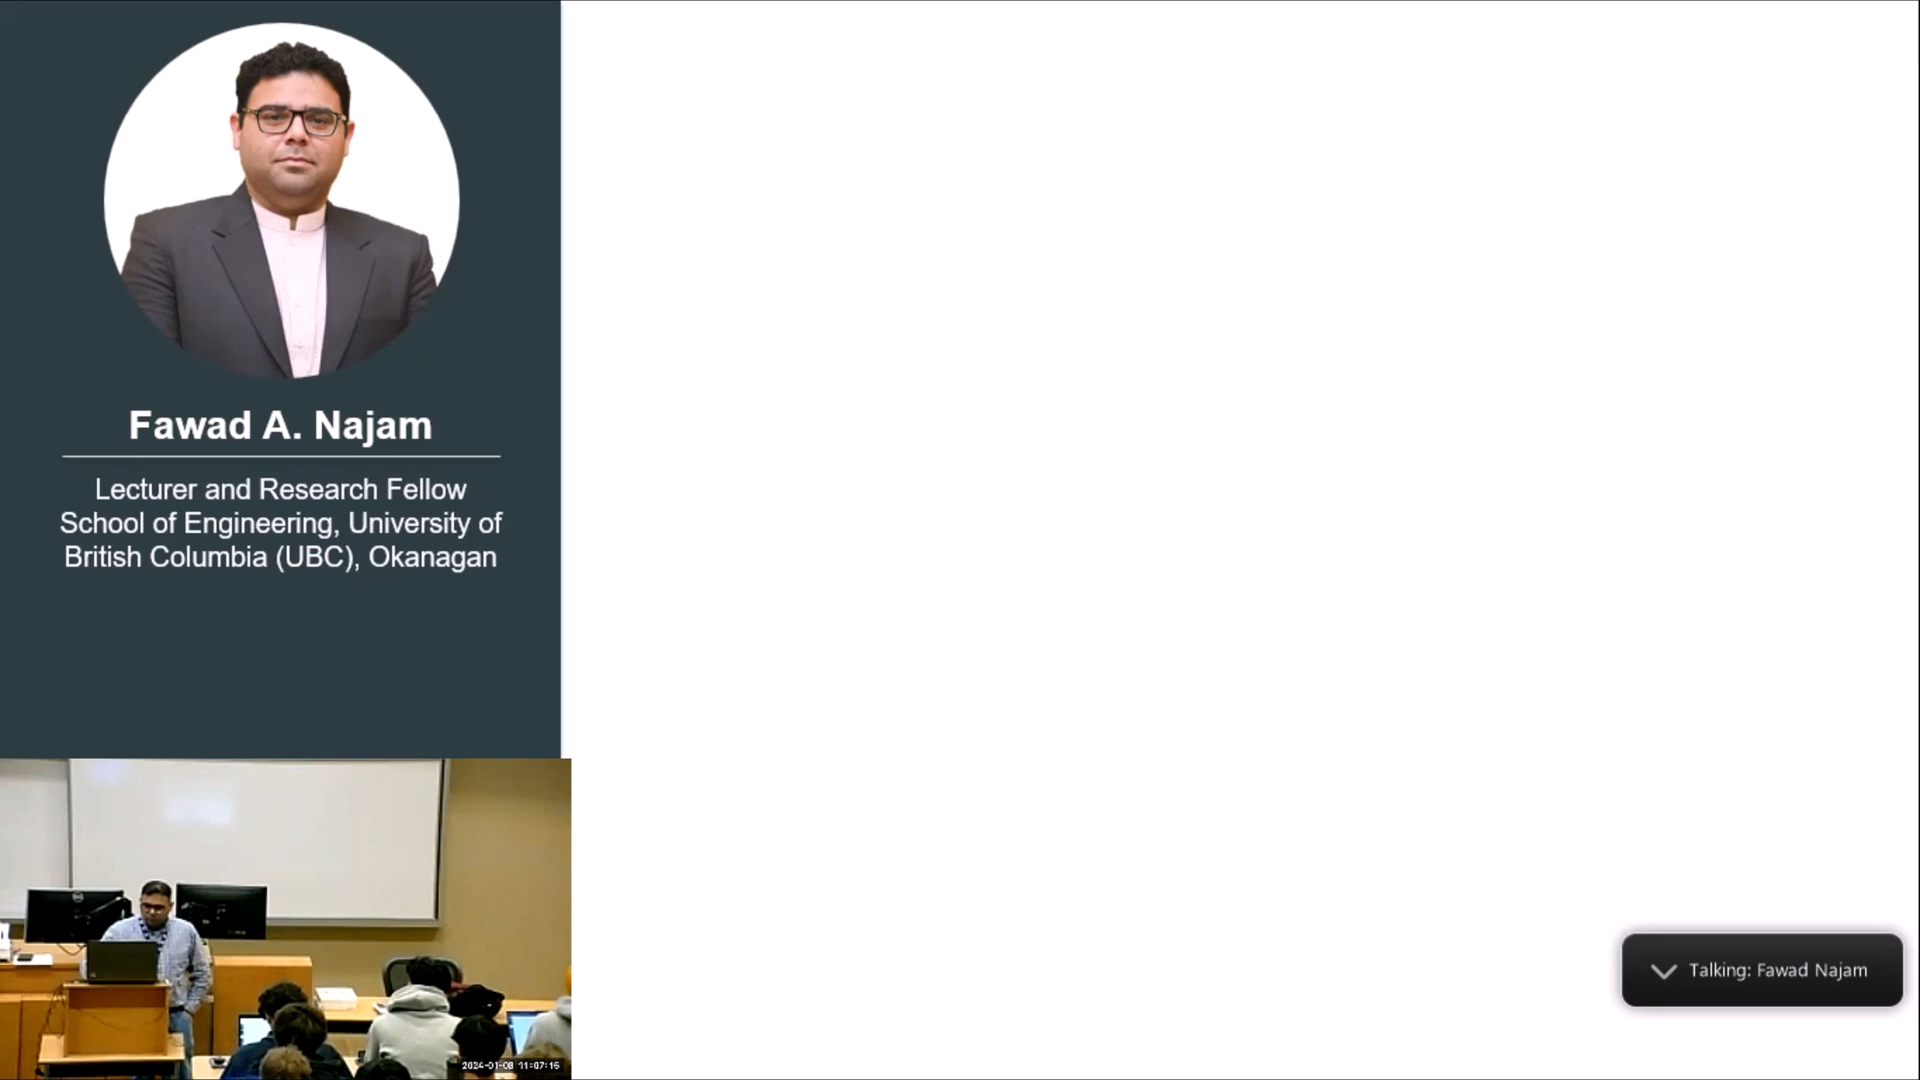 Fawad A. Najam
Lecturer and Research Fellow
School of Engineering, University of
British Columbia (UBC), Okanagan
2024-01-08 11:07:15
Talking: Fawad Najam